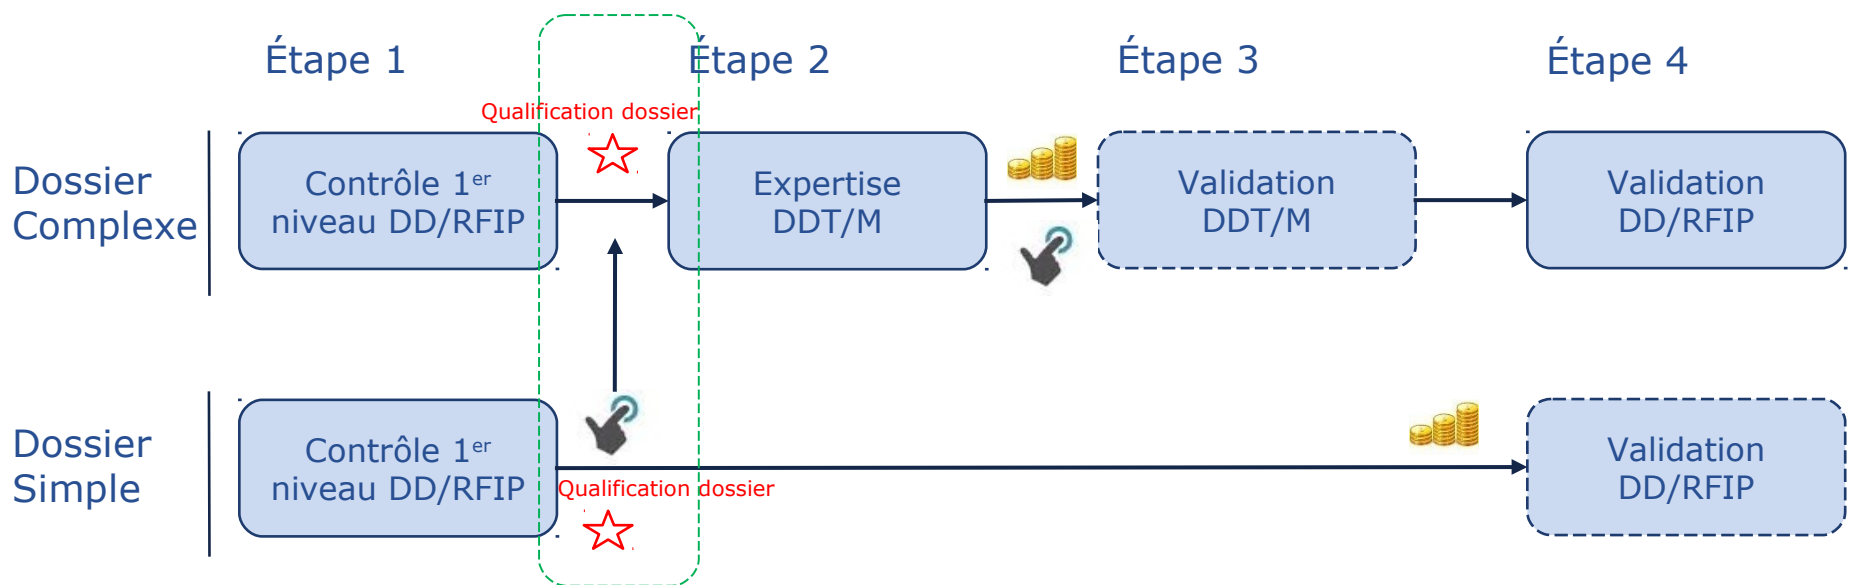 Étape 1
Étape 2
Étape 3
Étape 4
Qualification dossier
Dossier
Complexe
Contrôle 1er
niveau DD/RFIP
Expertise
DDT/M
Validation
DDT/M
Validation
DD/RFIP
Dossier
Simple
Contrôle 1er
niveau DD/RFIP
Qualification dossier
Validation
DD/RFIP